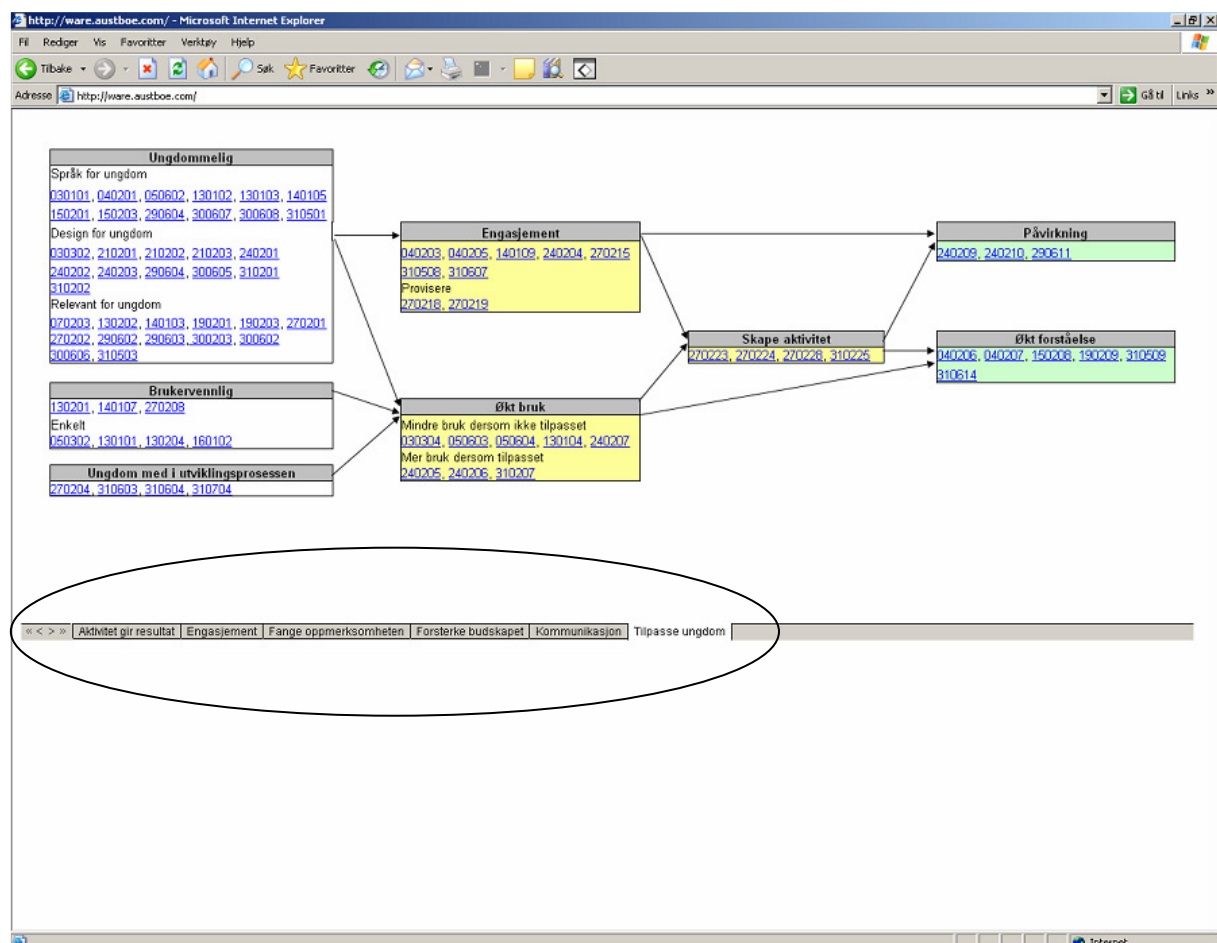 http://ware.austboe.com/ - Microsoft Internet Explorer
Fil Rediger Vis Favoritter Verktøy Hjelp
Tilbake Søk Favoritter
Adresse http://ware.austboe.com/ Gå til Links »
Ungdommelig
Språk for ungdom
030101, 040201, 050602, 130102, 130103, 140105
150201, 150203, 290604, 300607, 300608, 310501
Design for ungdom
030302, 210201, 210202, 210203, 240201
240202, 240203, 290604, 300605, 310201
310202
Relevant for ungdom
070203, 130202, 140103, 190201, 190203, 270201
270202, 290602, 290603, 300203, 300602
300606, 310503
Brukervennlig
130201, 140107, 270208
Enkelt
050302, 130101, 130204, 160102
Ungdom med i utviklingsprosessen
270204, 310603, 310604, 310704
Engasjement
040203, 040205, 140109, 240204, 270215
310508, 310607
Provisere
270218, 270219
Økt bruk
Mindre bruk dersom ikke tilpasset
030304, 050603, 050604, 130104, 240207
Mer bruk dersom tilpasset
240205, 240206, 310207
Skape aktivitet
270223, 270224, 270228, 310225
Påvirkning
240209, 240210, 290611
Økt forståelse
040206, 040207, 150208, 190209, 310509
310614
« < > » Aktivitet gir resultat Engasjement Fange oppmerksomheten Forsterke budskapet Kommunikasjon Tilpasse ungdom
Internet